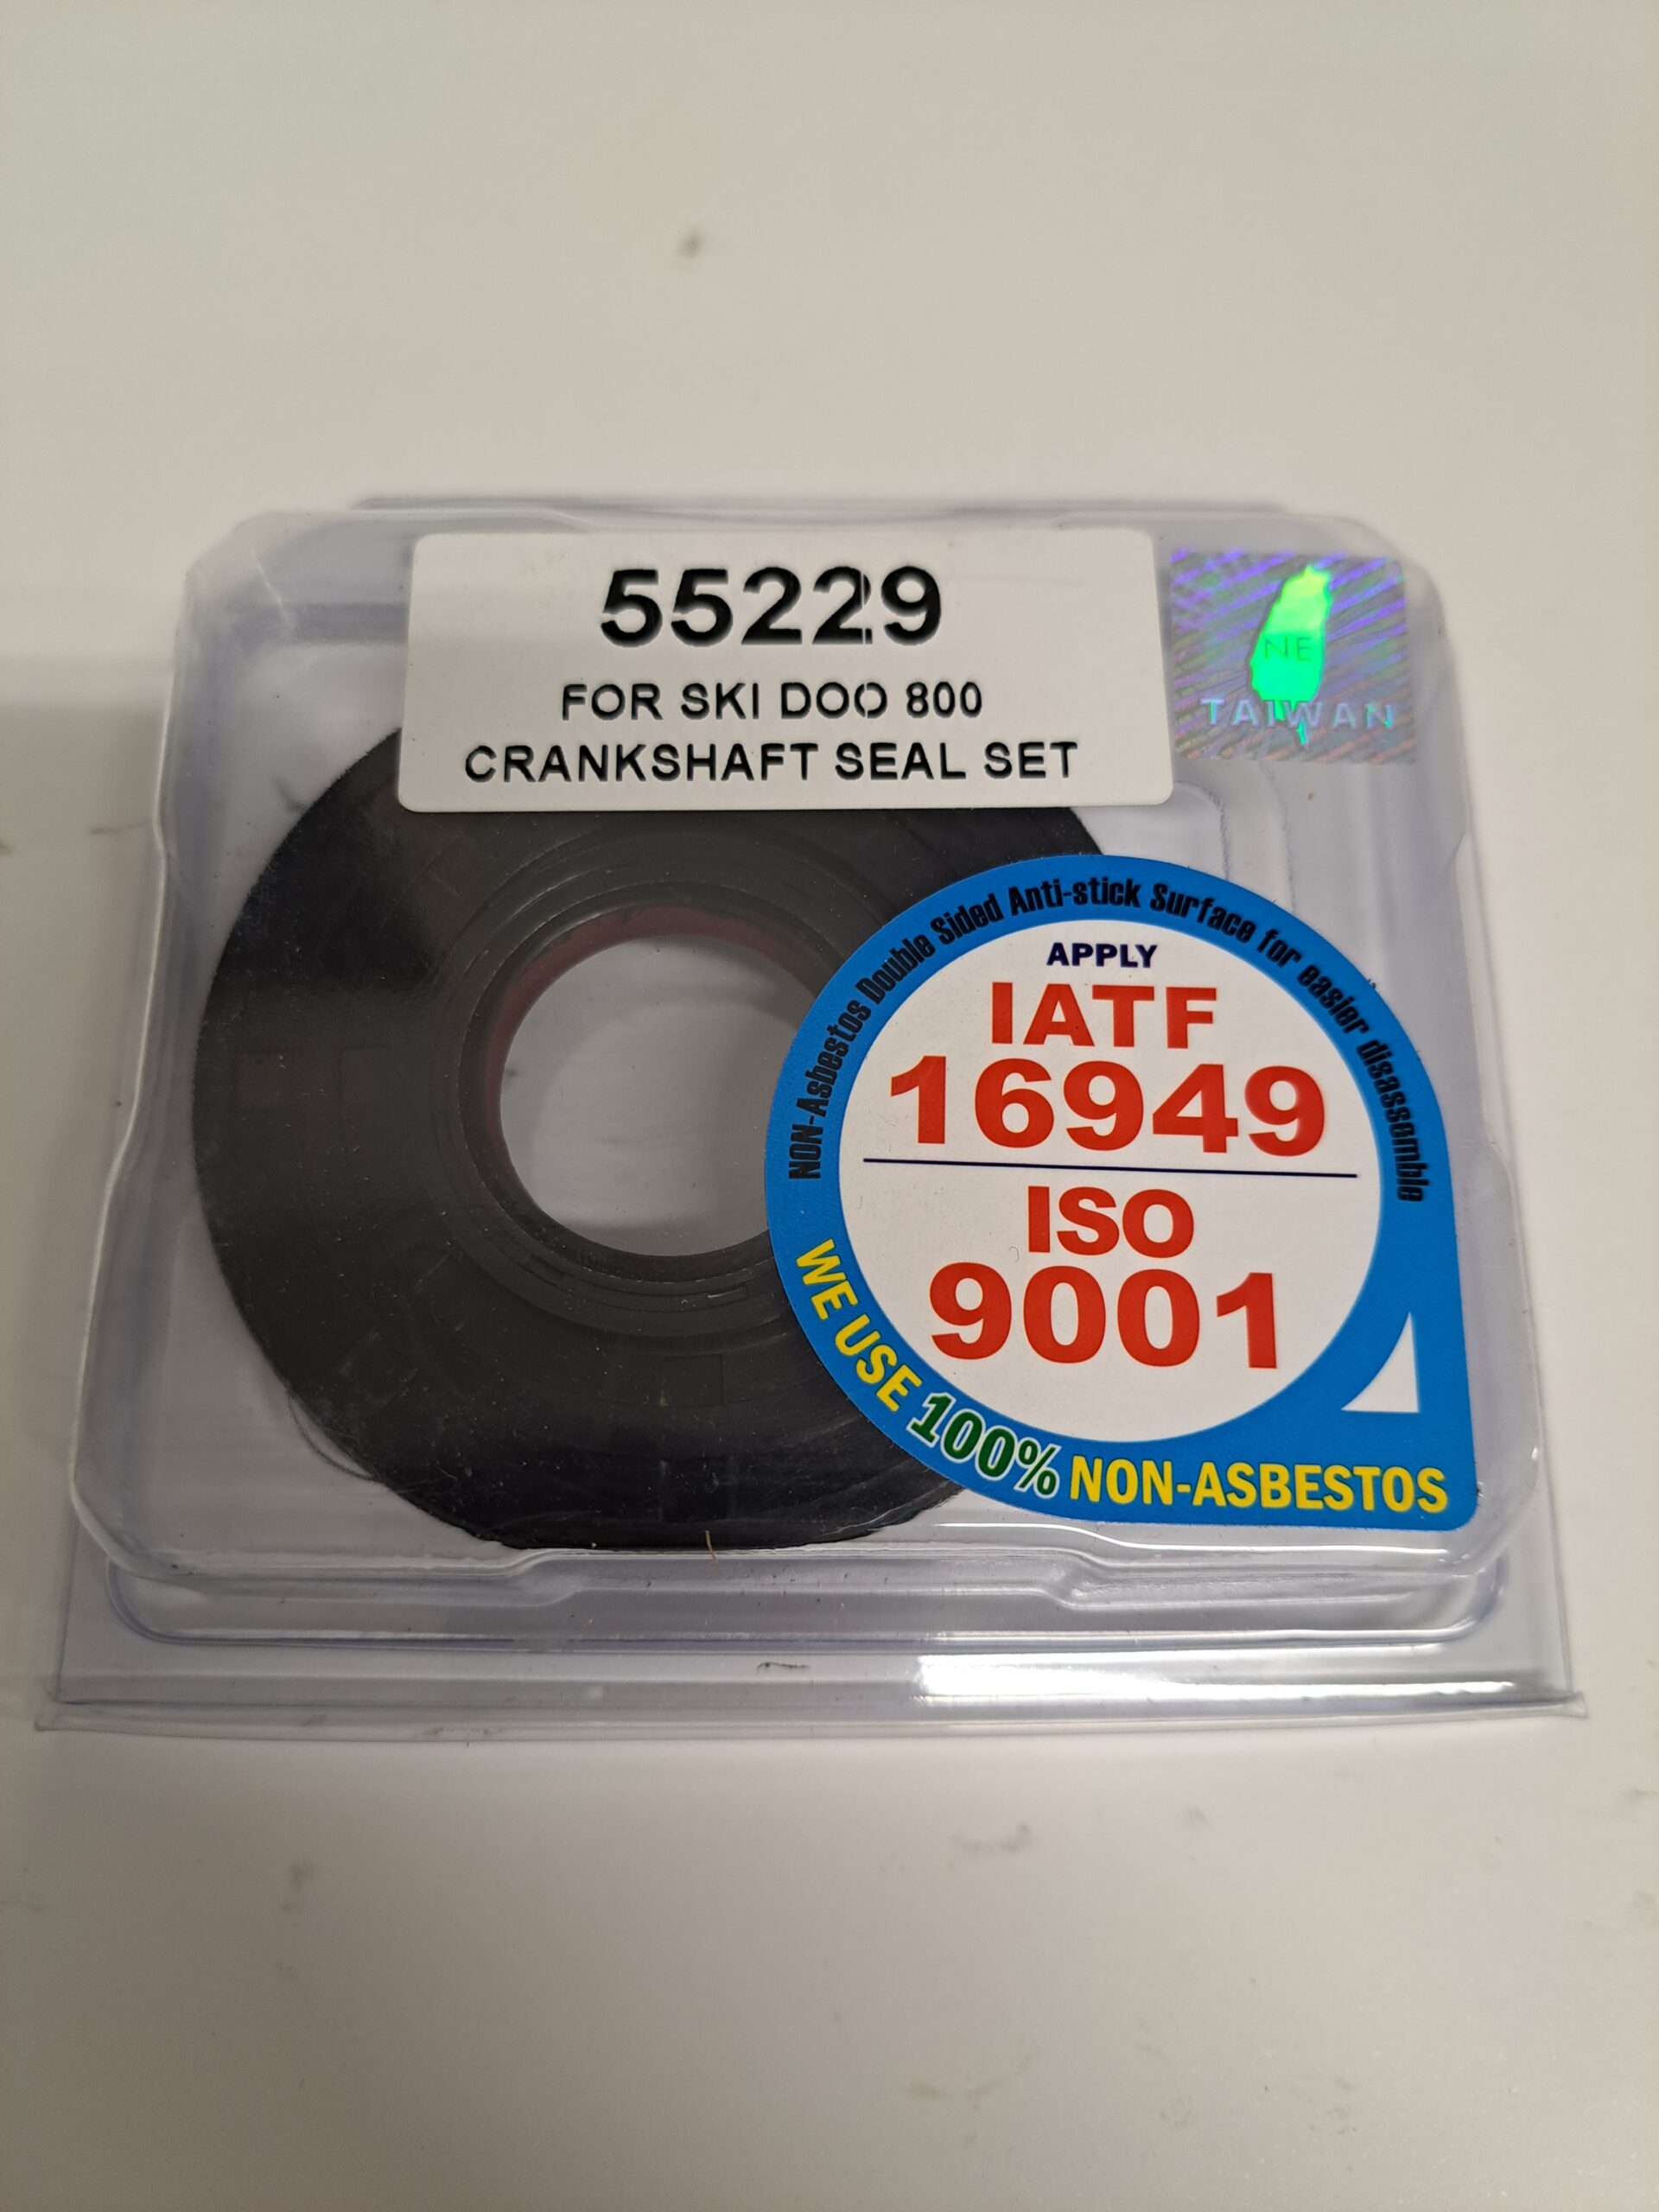 55229
FOR SKI DOO 800
CRANKSHAFT SEAL SET
NE
TAIWAN
NON-Asbestos Double Sided Anti-stick Surface for easier disassemble
APPLY
IATF
16949
ISO
9001
WE USE 100% NON-ASBESTOS